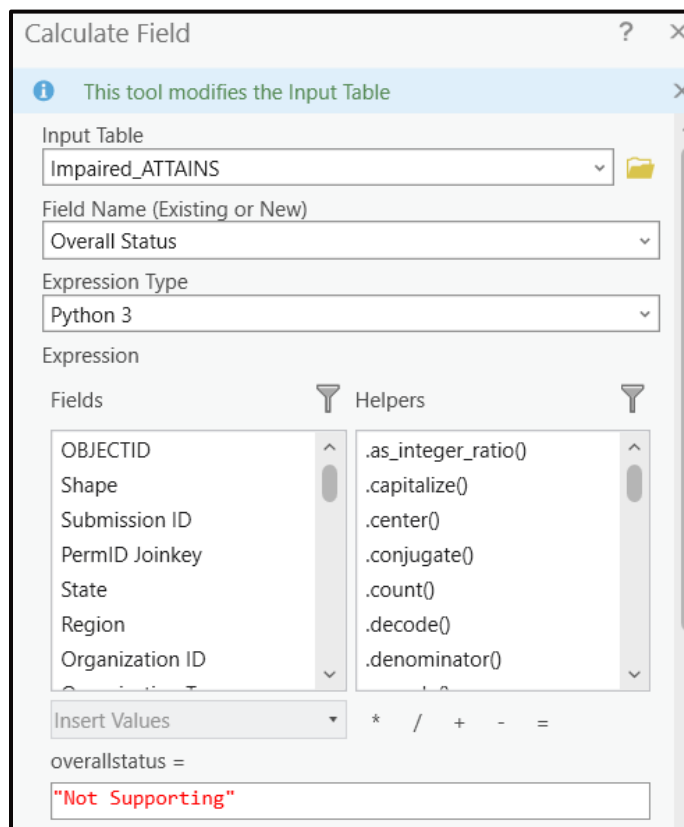 Calculate Field ?
This tool modifies the Input Table
Input Table
Impaired_ATTAINS
Field Name (Existing or New)
Overall Status
Expression Type
Python 3
Expression
Fields Helpers
OBJECTID .as_integer_ratio()
Shape .capitalize()
Submission ID .center()
PermID Joinkey .conjugate()
State .count()
Region .decode()
Organization ID .denominator()
Insert Values * / + - =
overallstatus =
"Not Supporting"